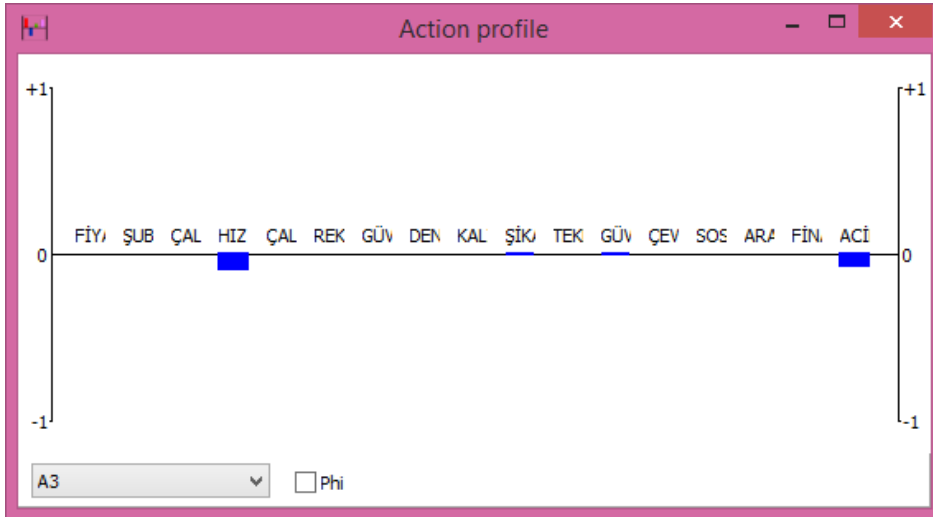 Action profile
+1 +1
FİY ŞUB ÇAL HIZ ÇAL REK GÜV DEN KAL ŞİK TEK GÜV ÇEV SOS ARA FİN ACİ
0 0
-1 -1
A3 Phi